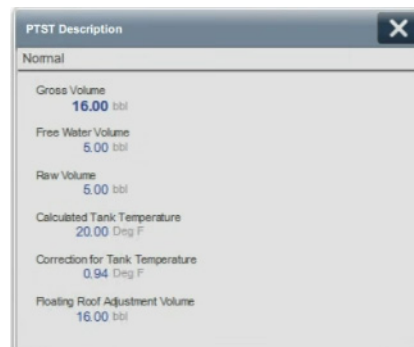 PTST Description
Normal
Gross Volume
16.00 bbl
Free Water Volume
5.00 bbl
Raw Volume
5.00 bbl
Calculated Tank Temperature
20.00 Deg F
Correction for Tank Temperature
0.94 Deg F
Floating Roof Adjustment Volume
16.00 bbl